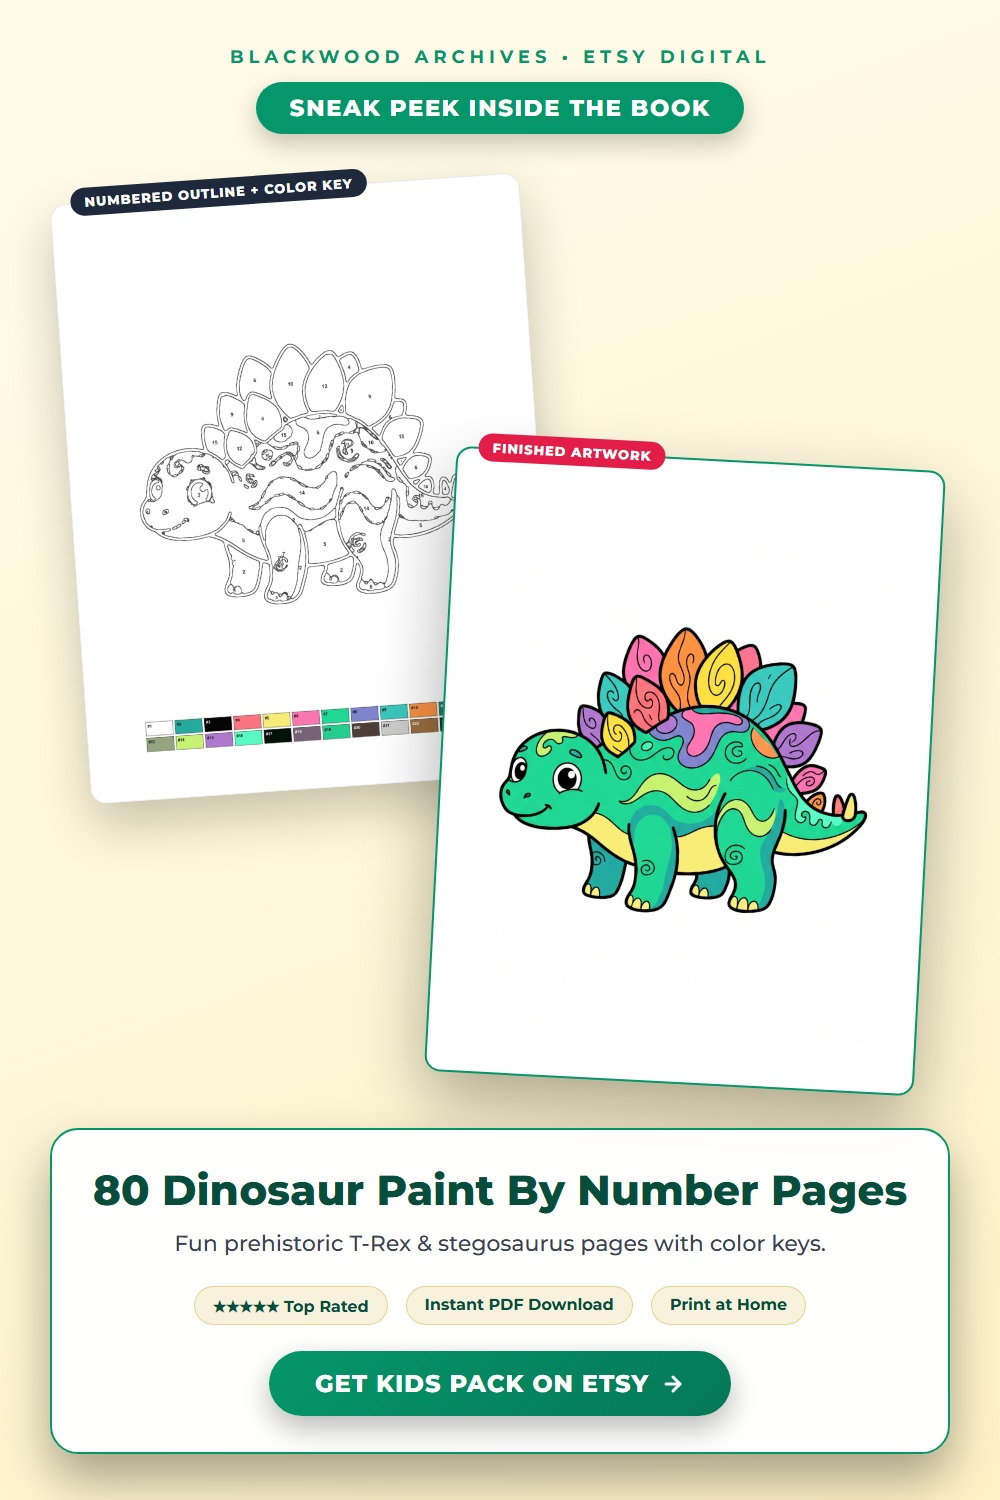 BLACKWOOD ARCHIVES • ETSY DIGITAL
SNEAK PEEK INSIDE THE BOOK
NUMBERED OUTLINE + COLOR KEY
FINISHED ARTWORK
80 Dinosaur Paint By Number Pages
Fun prehistoric T-Rex & stegosaurus pages with color keys.
★★★★★ Top Rated
Instant PDF Download
Print at Home
GET KIDS PACK ON ETSY →